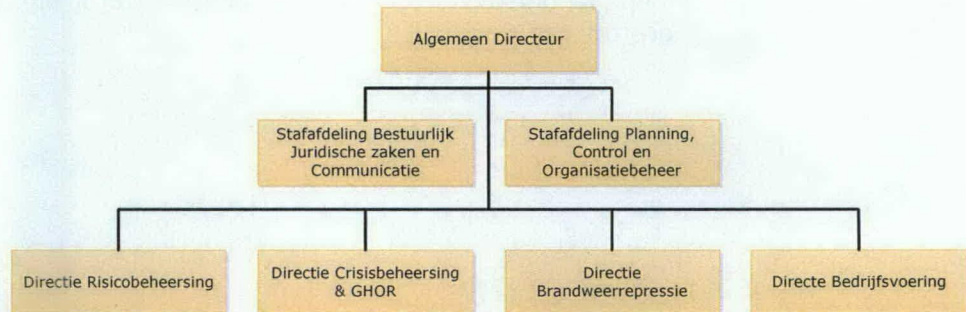 Algemeen Directeur
Stafafdeling Bestuurlijk
Juridische zaken en
Communicatie
Stafafdeling Planning,
Control en
Organisatiebeheer
Directie Risicobeheersing
Directie Crisisbeheersing
& GHOR
Directie
Brandweerrepressie
Directe Bedrijfsvoering